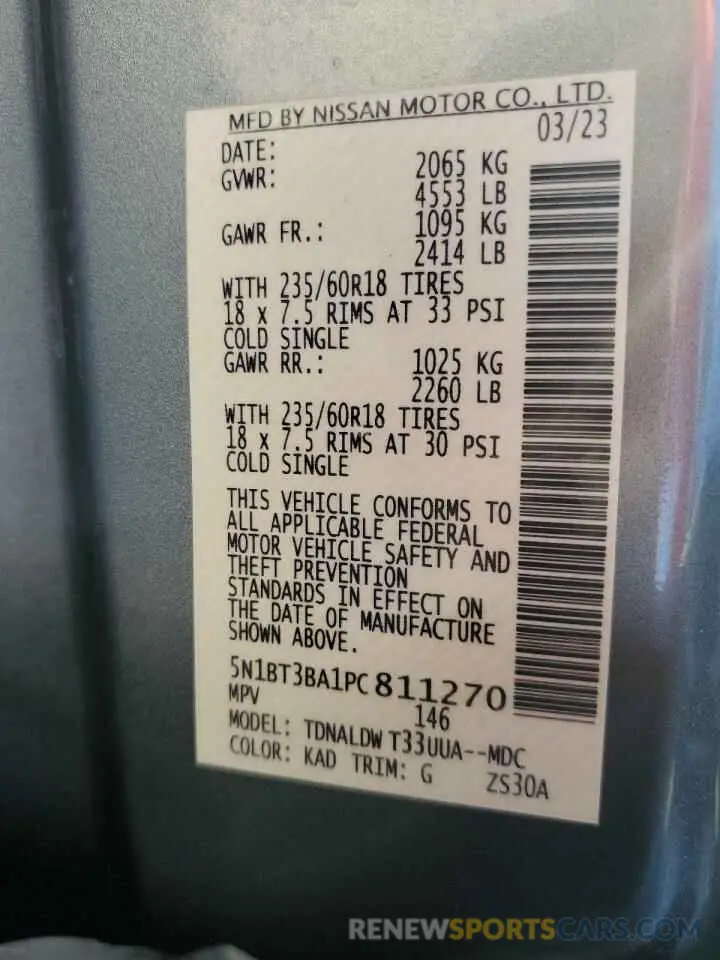 MFD BY NISSAN MOTOR CO., LTD.
DATE: 03/23
GVWR: 2065 KG
4553 LB
GAWR FR.: 1095 KG
2414 LB
WITH 235/60R18 TIRES
18 x 7.5 RIMS AT 33 PSI
COLD SINGLE
GAWR RR.: 1025 KG
2260 LB
WITH 235/60R18 TIRES
18 x 7.5 RIMS AT 30 PSI
COLD SINGLE
THIS VEHICLE CONFORMS TO
ALL APPLICABLE FEDERAL
MOTOR VEHICLE SAFETY AND
THEFT PREVENTION
STANDARDS IN EFFECT ON
THE DATE OF MANUFACTURE
SHOWN ABOVE.
5N1BT3BA1PC811270
MPV 146
MODEL: TDNALDW T33UUA--MDC
COLOR: KAD TRIM: G ZS30A
RENEWSPORTSCARS.COM